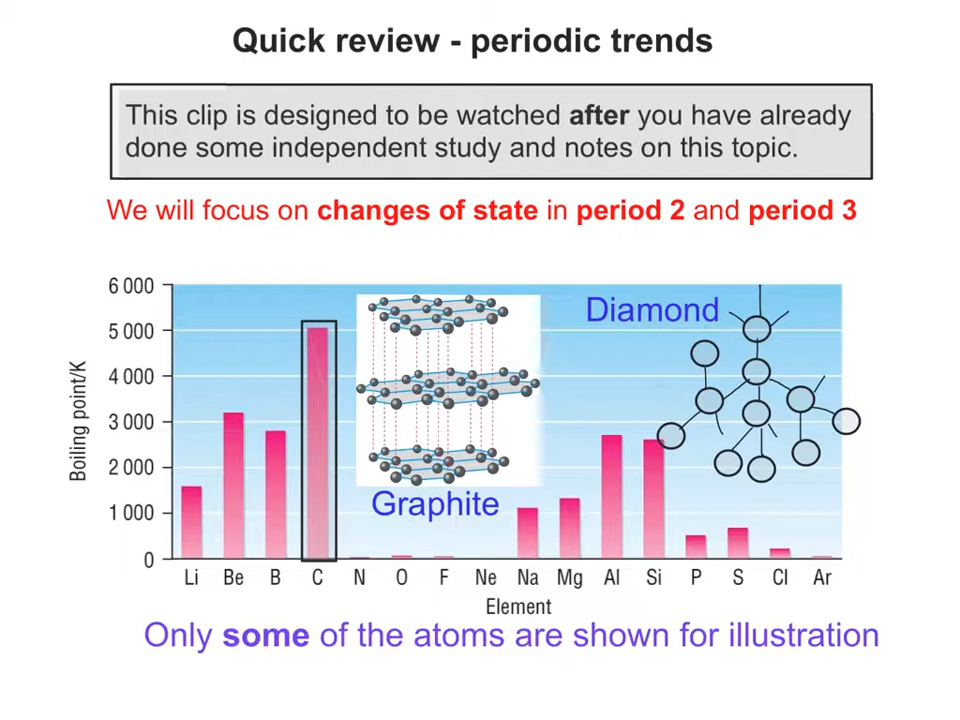 Quick review - periodic trends
This clip is designed to be watched after you have already
done some independent study and notes on this topic.
We will focus on changes of state in period 2 and period 3
6 000
5 000
4 000
3 000
2 000
1 000
0
Boiling point/K
Diamond
Graphite
Li Be B C N O F Ne Na Mg Al Si P S Cl Ar
Element
Only some of the atoms are shown for illustration